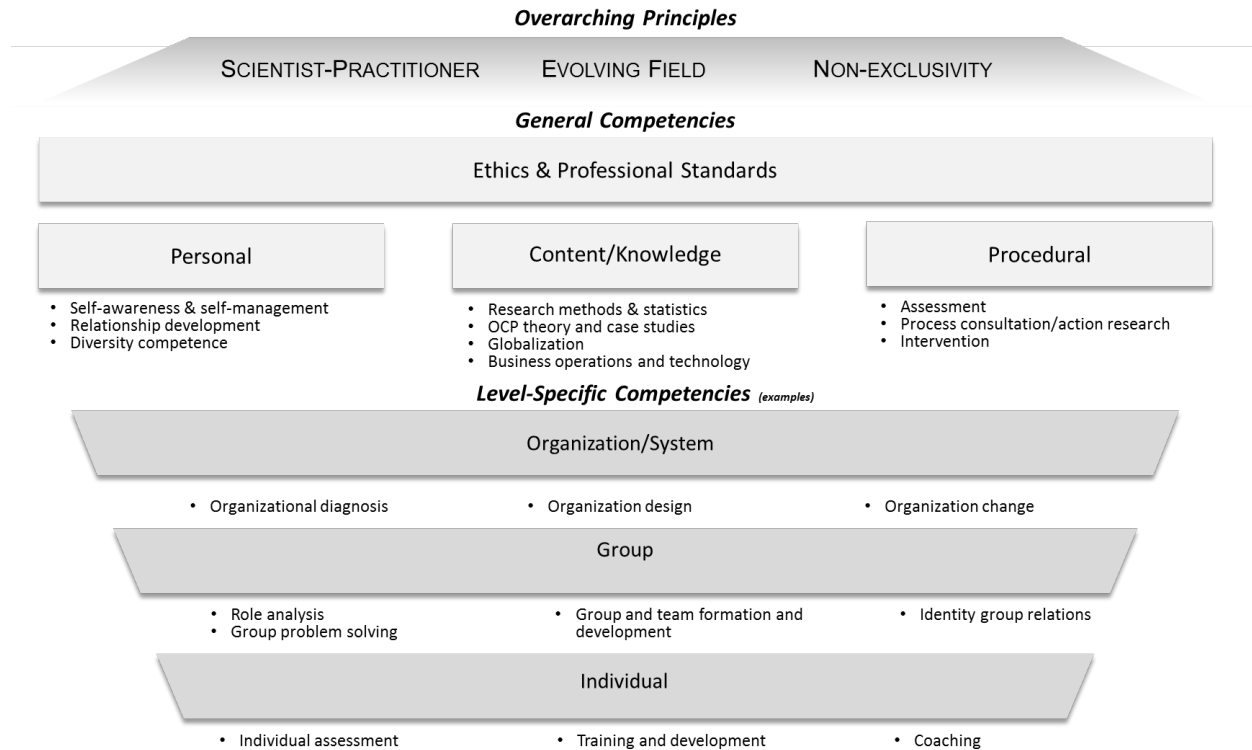 Overarching Principles
SCIENTIST-PRACTITIONER EVOLVING FIELD NON-EXCLUSIVITY
General Competencies
Ethics & Professional Standards
Personal
• Self-awareness & self-management
• Relationship development
• Diversity competence
Content/Knowledge
• Research methods & statistics
• OCP theory and case studies
• Globalization
• Business operations and technology
Procedural
• Assessment
• Process consultation/action research
• Intervention
Level-Specific Competencies (examples)
Organization/System
• Organizational diagnosis • Organization design • Organization change
Group
• Role analysis
• Group problem solving
• Group and team formation and
development
• Identity group relations
Individual
• Individual assessment • Training and development • Coaching